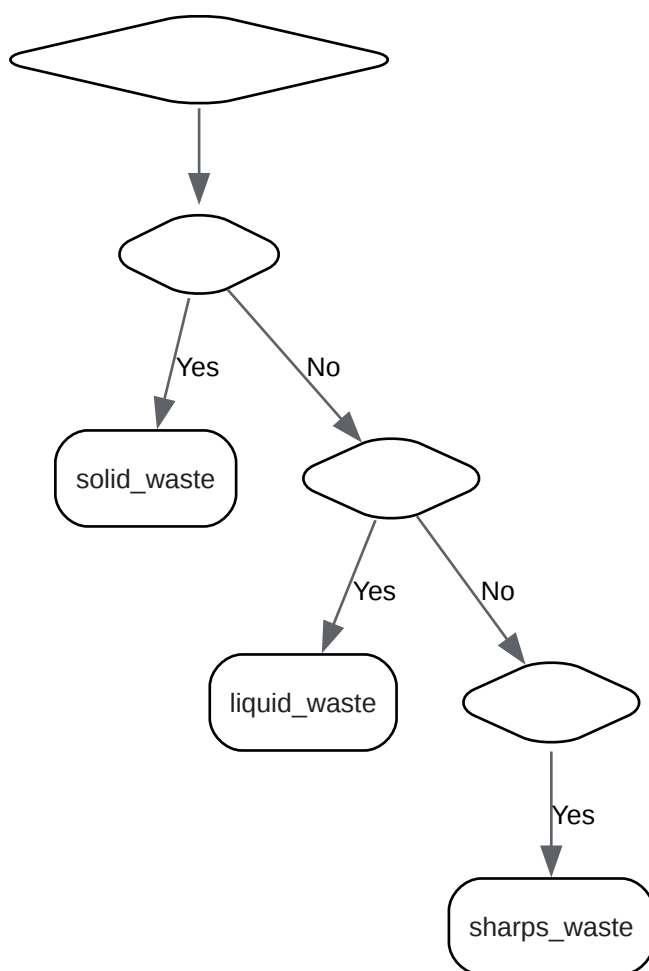 Yes
No
solid_waste
Yes
No
liquid_waste
Yes
sharps_waste